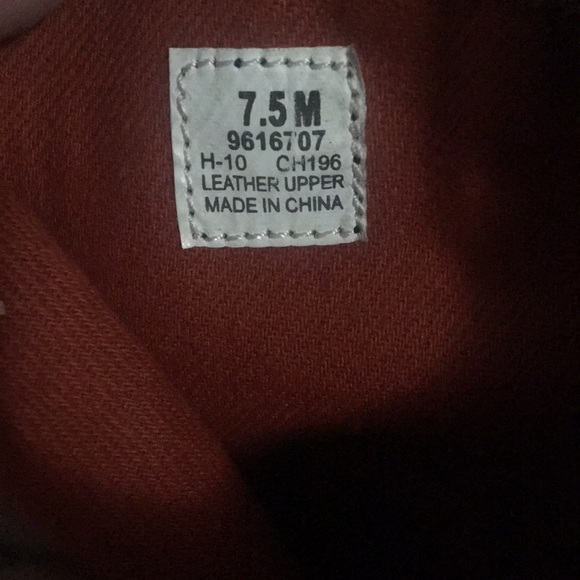 7.5 M
9616707
H-10 CH196
LEATHER UPPER
MADE IN CHINA